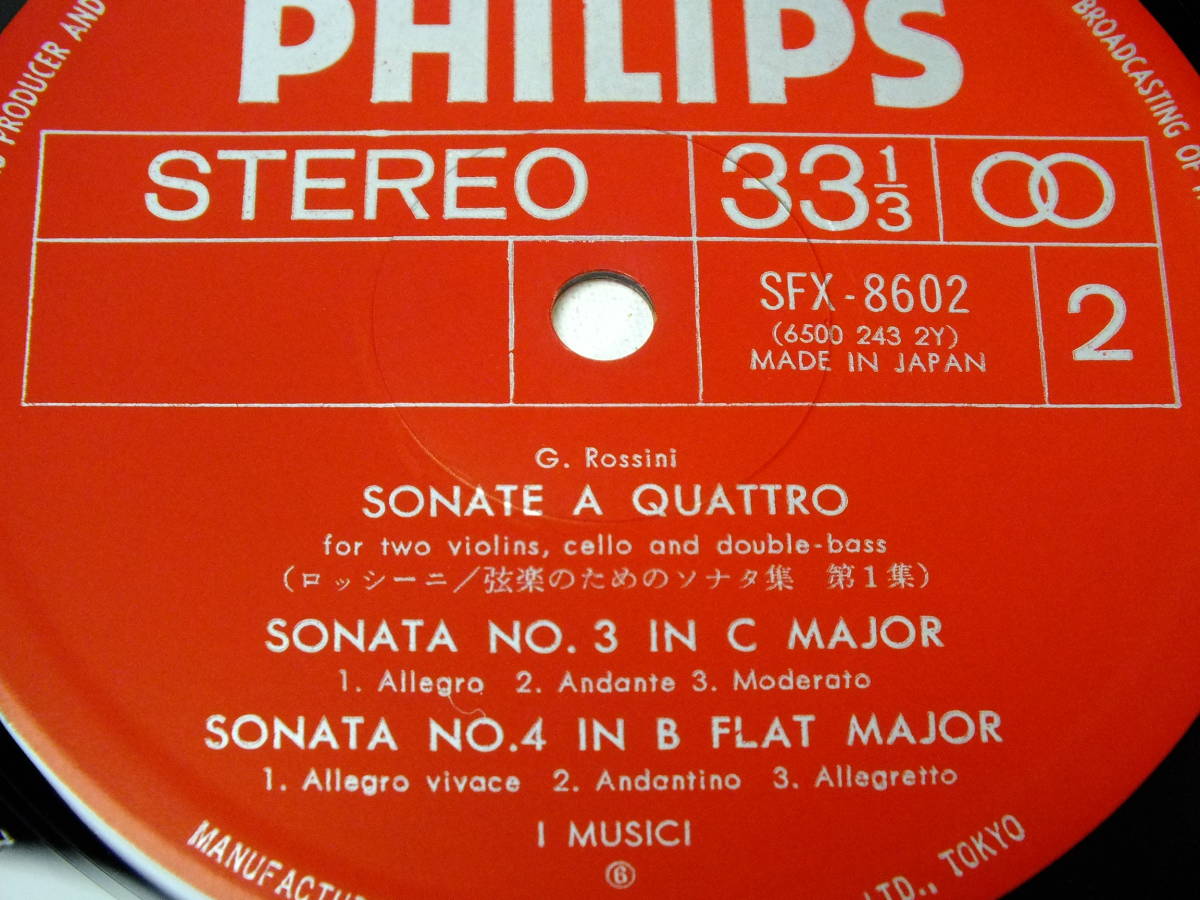 PRODUCER AND
PHILIPS
BROADCASTING OF
STEREO
33 1/3
SFX-8602
(6500 243 2Y)
MADE IN JAPAN
2
G. Rossini
SONATE A QUATTRO
for two violins, cello and double-bass
(ロッシーニ/弦楽のためのソナタ集 第1集)
SONATA NO. 3 IN C MAJOR
1. Allegro 2. Andante 3. Moderato
SONATA NO.4 IN B FLAT MAJOR
1. Allegro vivace 2. Andantino 3. Allegretto
I MUSICI
⑥
LTD., TOKYO